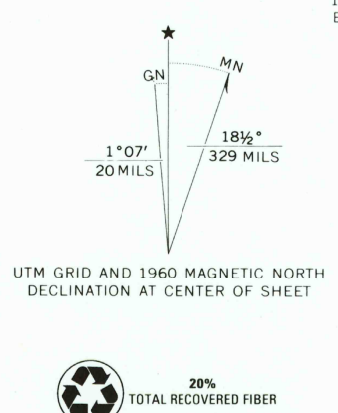 GN
MN
1°07'
20 MILS
18½°
329 MILS
UTM GRID AND 1960 MAGNETIC NORTH
DECLINATION AT CENTER OF SHEET
20%
TOTAL RECOVERED FIBER